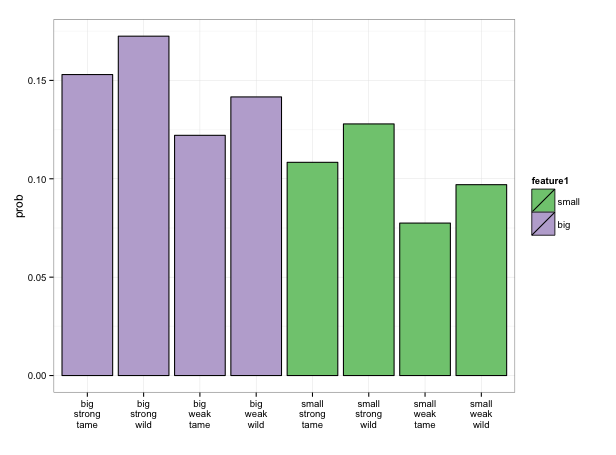 prob
0.15
0.10
0.05
0.00
big
strong
tame
big
strong
wild
big
weak
tame
big
weak
wild
small
strong
tame
small
strong
wild
small
weak
tame
small
weak
wild
feature1
small
big